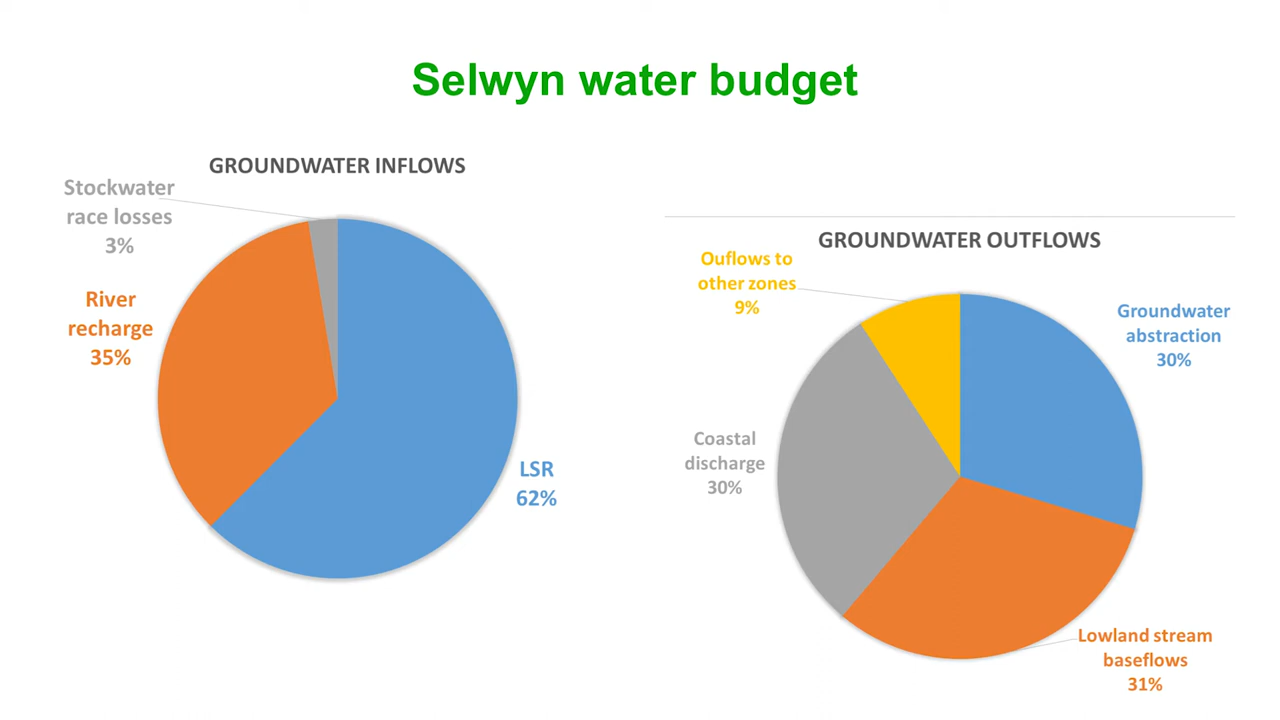 Selwyn water budget
GROUNDWATER INFLOWS
Stockwater
race losses
3%
River
recharge
35%
LSR
62%
GROUNDWATER OUTFLOWS
Ouflows to
other zones
9%
Groundwater
abstraction
30%
Coastal
discharge
30%
Lowland stream
baseflows
31%